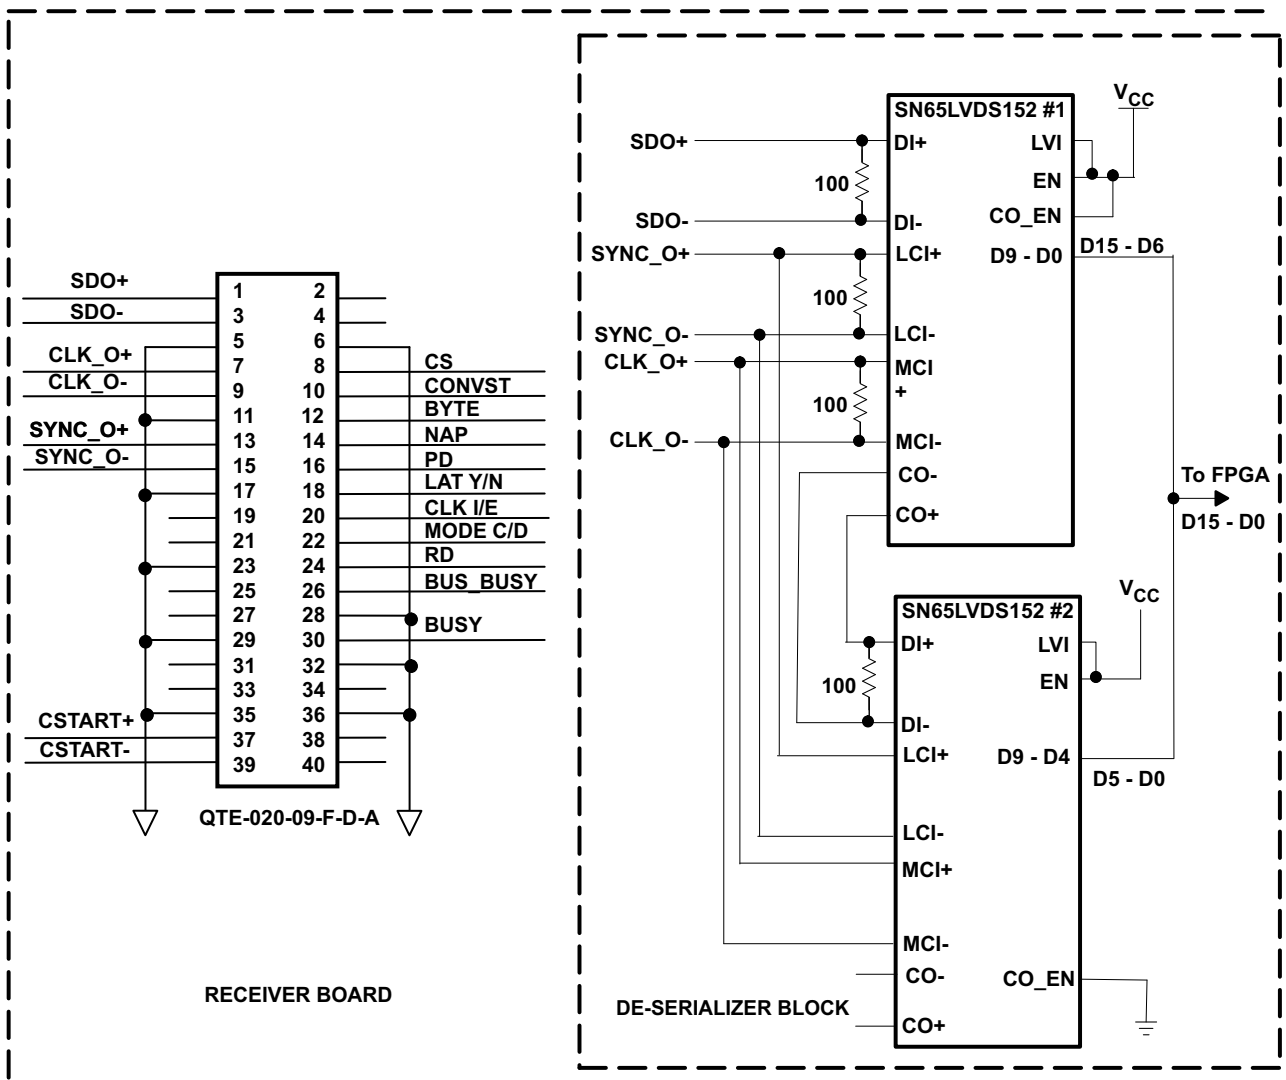 SDO+
SDO-
CLK_O+
CLK_O-
SYNC_O+
SYNC_O-
CSTART+
CSTART-
1 2
3 4
5 6
7 8
9 10
11 12
13 14
15 16
17 18
19 20
21 22
23 24
25 26
27 28
29 30
31 32
33 34
35 36
37 38
39 40
CS
CONVST
BYTE
NAP
PD
LAT Y/N
CLK I/E
MODE C/D
RD
BUS_BUSY
BUSY
QTE-020-09-F-D-A
RECEIVER BOARD
SDO+
SDO-
SYNC_O+
SYNC_O-
CLK_O+
CLK_O-
100
100
100
SN65LVDS152 #1
DI+
DI-
LCI+
LCI-
MCI
+
MCI-
CO-
CO+
LVI
EN
CO_EN
D9 - D0
VCC
D15 - D6
To FPGA
D15 - D0
100
SN65LVDS152 #2
DI+
DI-
LCI+
LCI-
MCI+
MCI-
CO-
CO+
LVI
EN
D9 - D4
CO_EN
VCC
D5 - D0
DE-SERIALIZER BLOCK